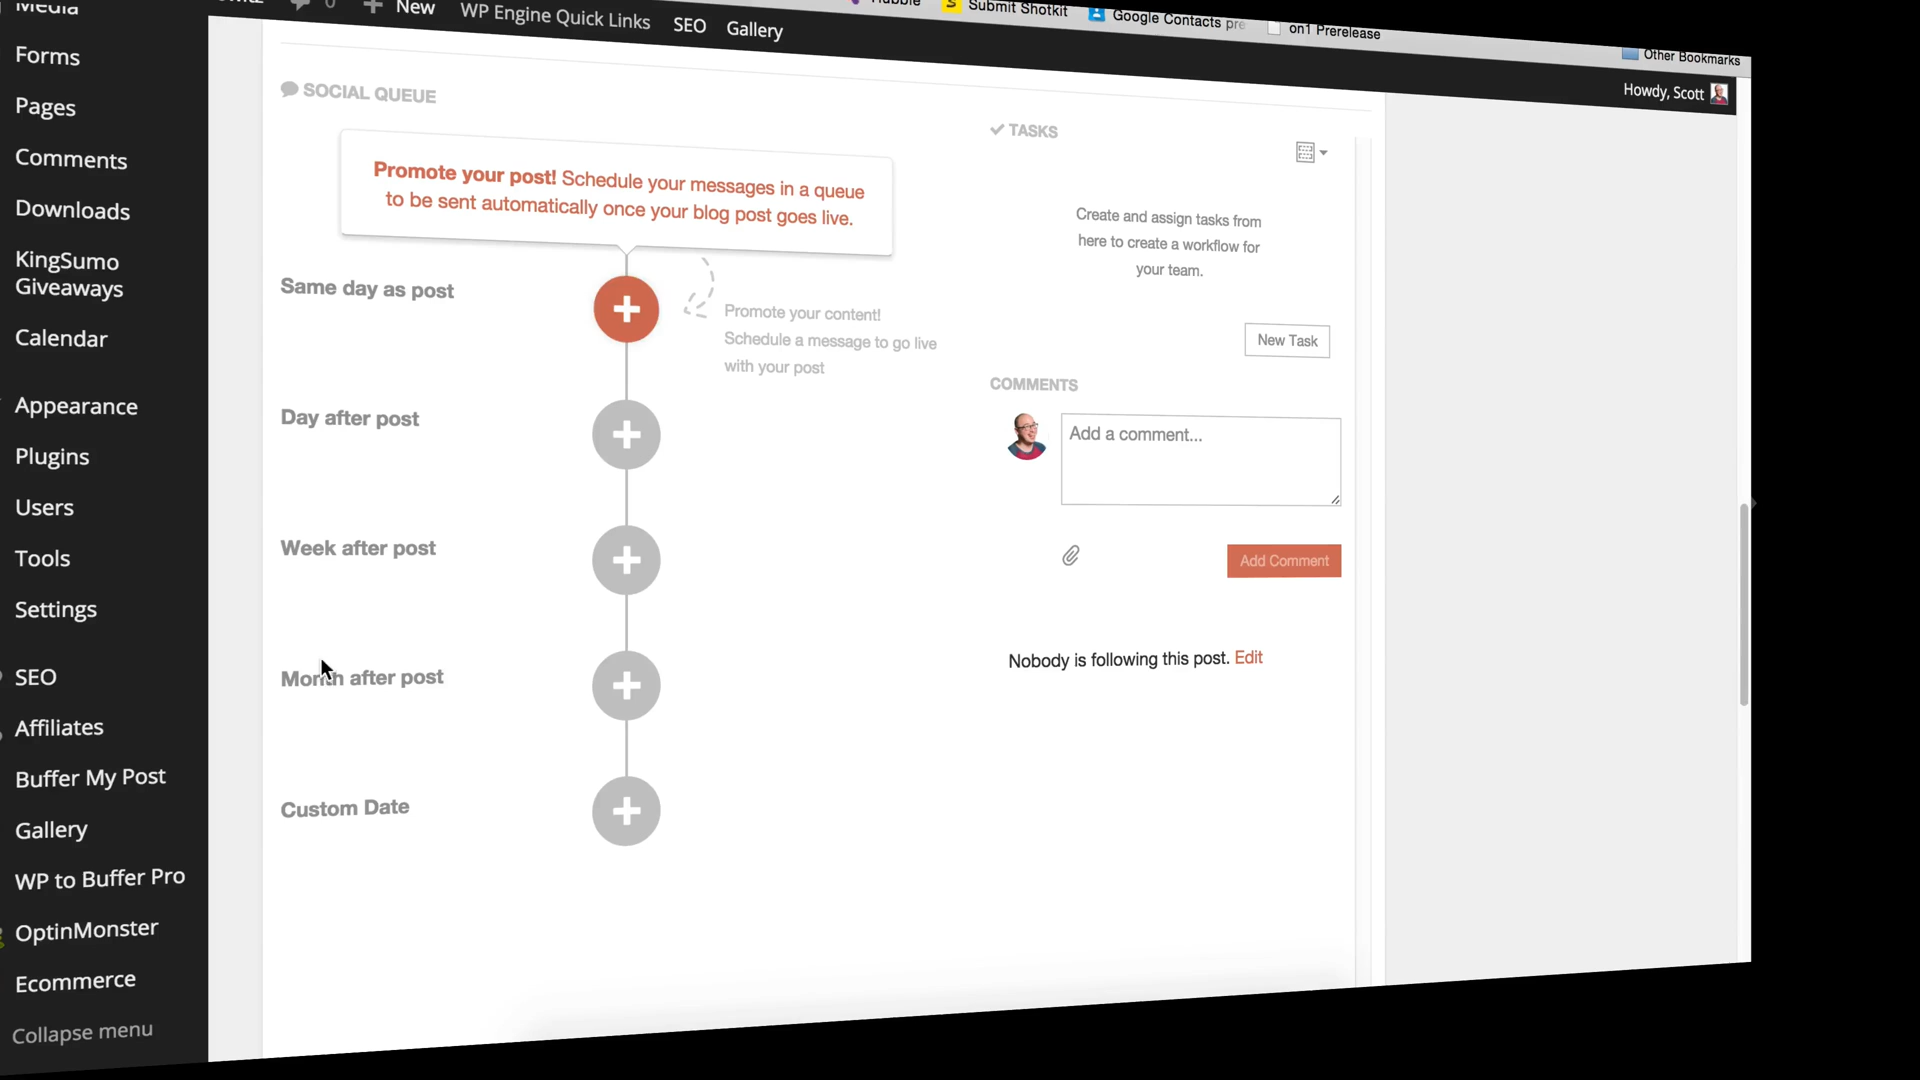 Media
Forms
Pages
Comments
Downloads
KingSumo
Giveaways
Calendar
Appearance
Plugins
Users
Tools
Settings
SEO
Affiliates
Buffer My Post
Gallery
WP to Buffer Pro
OptinMonster
Ecommerce
Collapse menu
0
New
WP Engine Quick Links
SEO
Gallery
Submit Shotkit
Google Contacts pre
on1 Prerelease
Other Bookmarks
Howdy, Scott
SOCIAL QUEUE
Promote your post! Schedule your messages in a queue
to be sent automatically once your blog post goes live.
Same day as post
Promote your content!
Schedule a message to go live
with your post
Day after post
Week after post
Month after post
Custom Date
TASKS
Create and assign tasks from
here to create a workflow for
your team.
New Task
COMMENTS
Add a comment...
Add Comment
Nobody is following this post. Edit